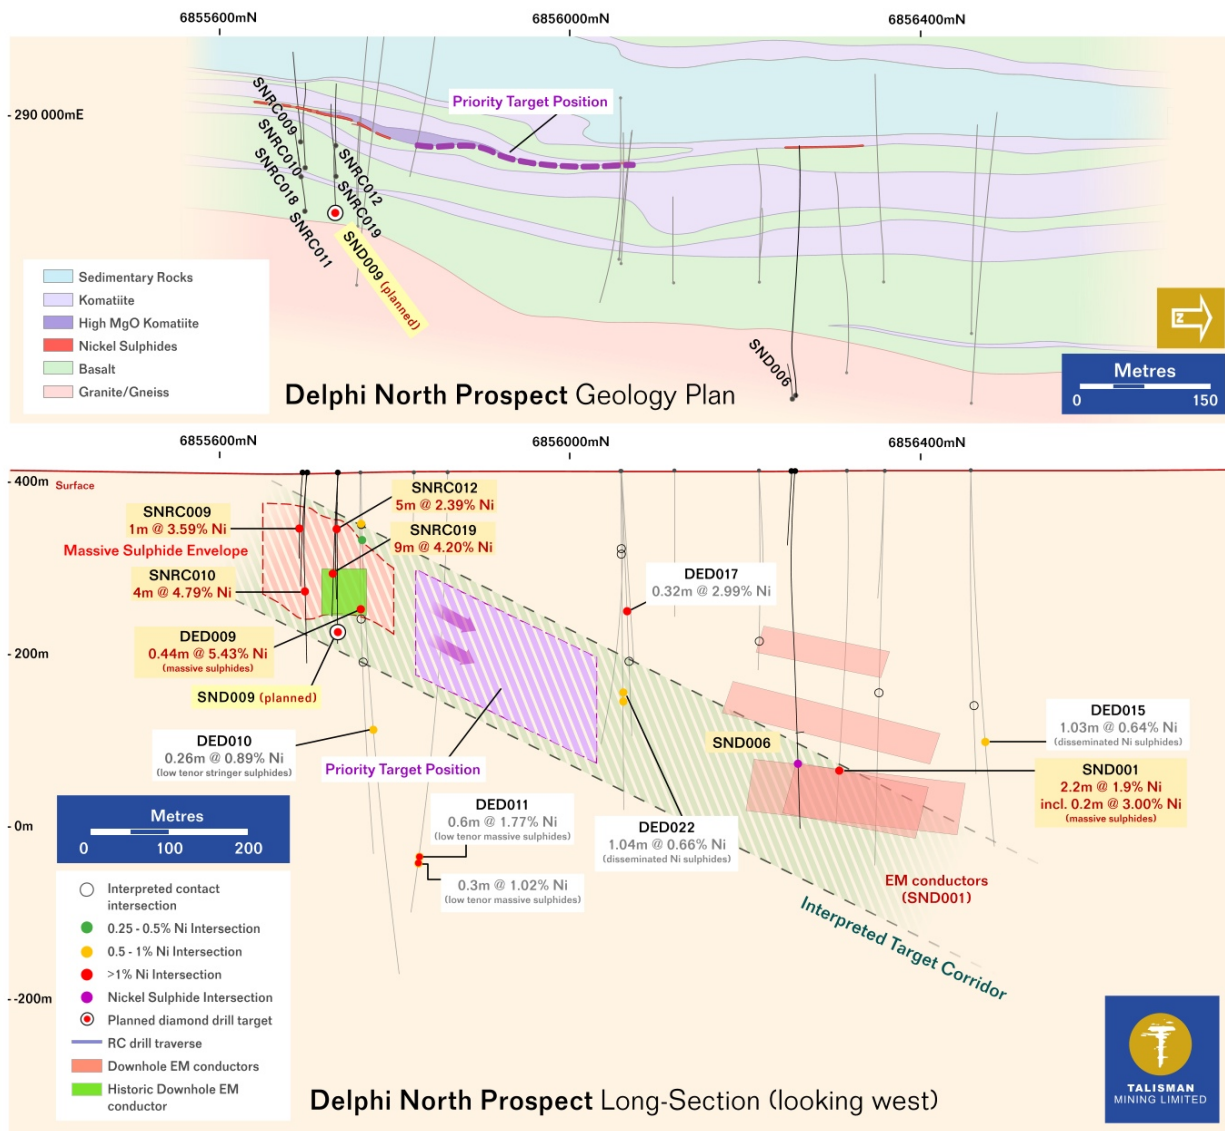 6855600mN
6856000mN
6856400mN
290 000mE
Priority Target Position
SNRC009
SNRC010
SNRC018
SNRC011
SNRC012
SNRC019
SND009 (planned)
SND006
Sedimentary Rocks
Komatiite
High MgO Komatiite
Nickel Sulphides
Basalt
Granite/Gneiss
Delphi North Prospect Geology Plan
Z
Metres
0 150
6855600mN
6856000mN
6856400mN
400m
Surface
200m
0m
-200m
SNRC009
1m @ 3.59% Ni
Massive Sulphide Envelope
SNRC010
4m @ 4.79% Ni
DED009
0.44m @ 5.43% Ni
(massive sulphides)
SND009 (planned)
SNRC012
5m @ 2.39% Ni
SNRC019
9m @ 4.20% Ni
DED010
0.26m @ 0.89% Ni
(low tenor stringer sulphides)
Priority Target Position
DED011
0.6m @ 1.77% Ni
(low tenor massive sulphides)
0.3m @ 1.02% Ni
(low tenor massive sulphides)
DED017
0.32m @ 2.99% Ni
DED022
1.04m @ 0.66% Ni
(disseminated Ni sulphides)
SND006
DED015
1.03m @ 0.64% Ni
(disseminated Ni sulphides)
SND001
2.2m @ 1.9% Ni
incl. 0.2m @ 3.00% Ni
(massive sulphides)
EM conductors
(SND001)
Interpreted Target Corridor
Metres
0 100 200
Interpreted contact
intersection
0.25 - 0.5% Ni Intersection
0.5 - 1% Ni Intersection
>1% Ni Intersection
Nickel Sulphide Intersection
Planned diamond drill target
RC drill traverse
Downhole EM conductors
Historic Downhole EM
conductor
Delphi North Prospect Long-Section (looking west)
TALISMAN
MINING LIMITED